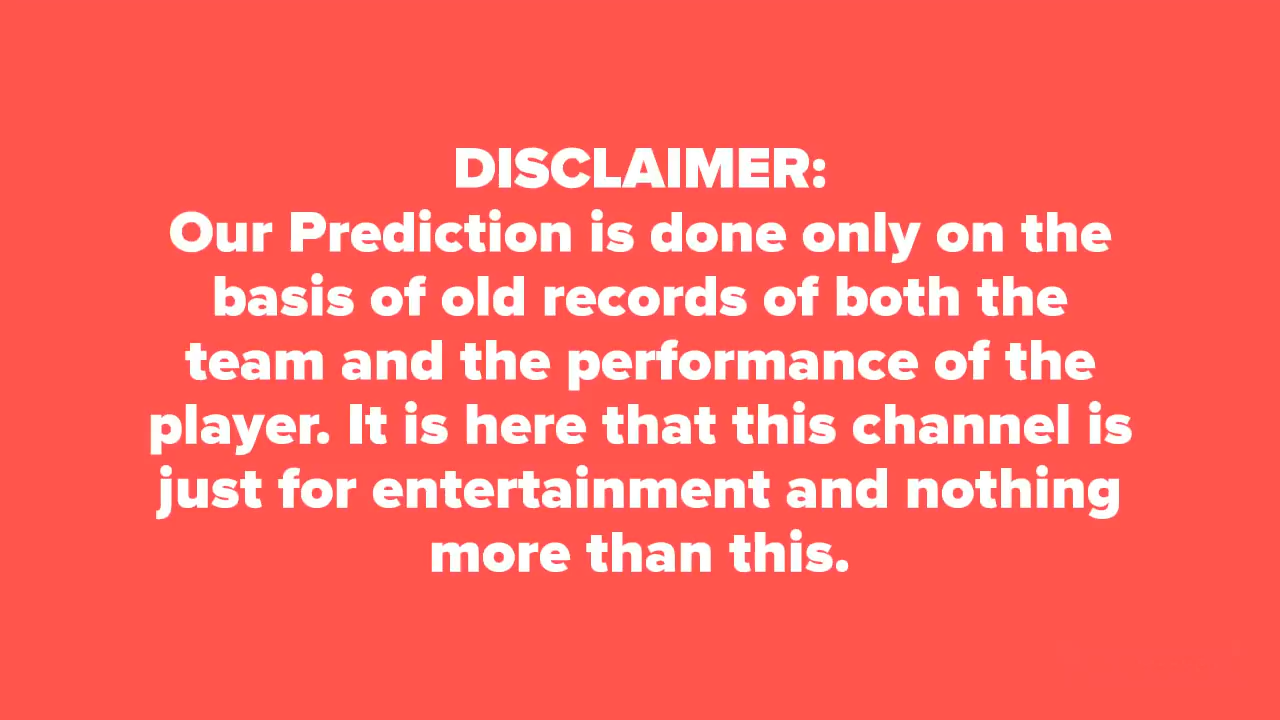 DISCLAIMER:
Our Prediction is done only on the
basis of old records of both the
team and the performance of the
player. It is here that this channel is
just for entertainment and nothing
more than this.